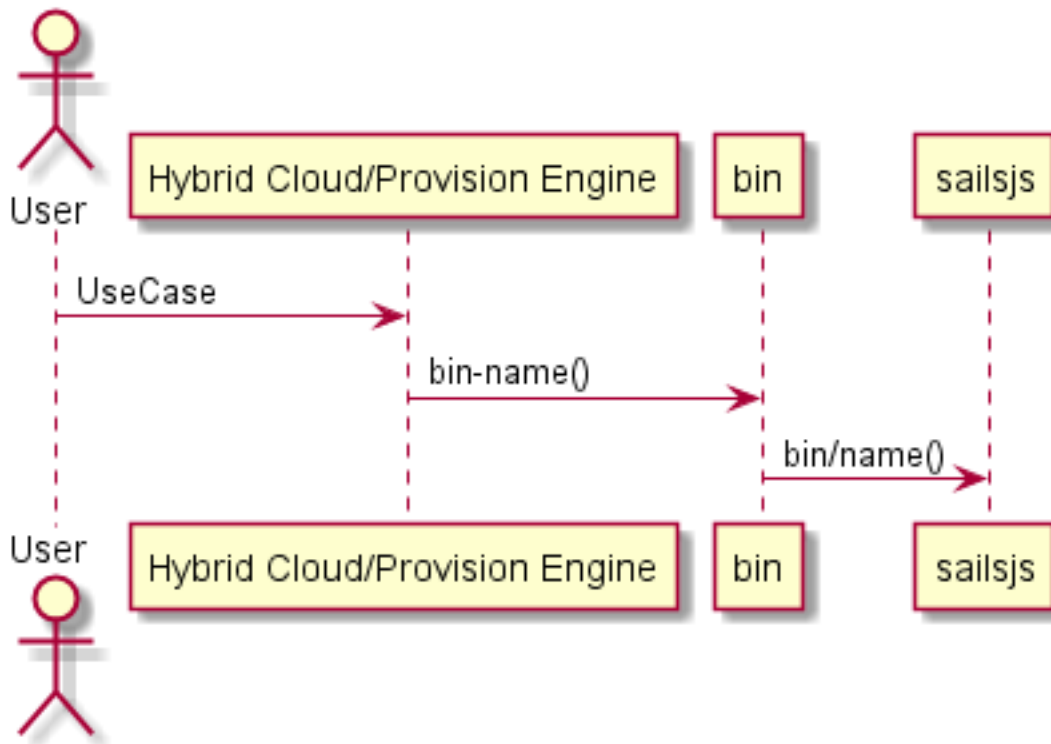 User
Hybrid Cloud/Provision Engine
bin
sailsjs
UseCase
bin-name()
bin/name()
User
Hybrid Cloud/Provision Engine
bin
sailsjs